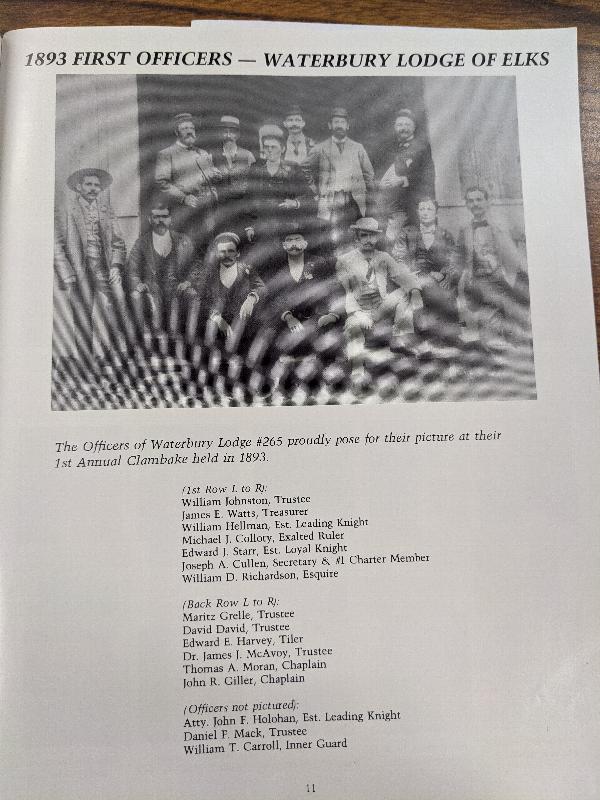 1893 FIRST OFFICERS — WATERBURY LODGE OF ELKS
The Officers of Waterbury Lodge #265 proudly pose for their picture at their
1st Annual Clambake held in 1893.
(1st Row L to R):
William Johnston, Trustee
James E. Watts, Treasurer
William Hellman, Est. Leading Knight
Michael J. Colloty, Exalted Ruler
Edward J. Starr, Est. Loyal Knight
Joseph A. Cullen, Secretary & #1 Charter Member
William D. Richardson, Esquire
(Back Row L to R):
Maritz Grelle, Trustee
David David, Trustee
Edward E. Harvey, Tiler
Dr. James J. McAvoy, Trustee
Thomas A. Moran, Chaplain
John R. Giller, Chaplain
(Officers not pictured):
Atty. John F. Holohan, Est. Leading Knight
Daniel F. Mack, Trustee
William T. Carroll, Inner Guard
11